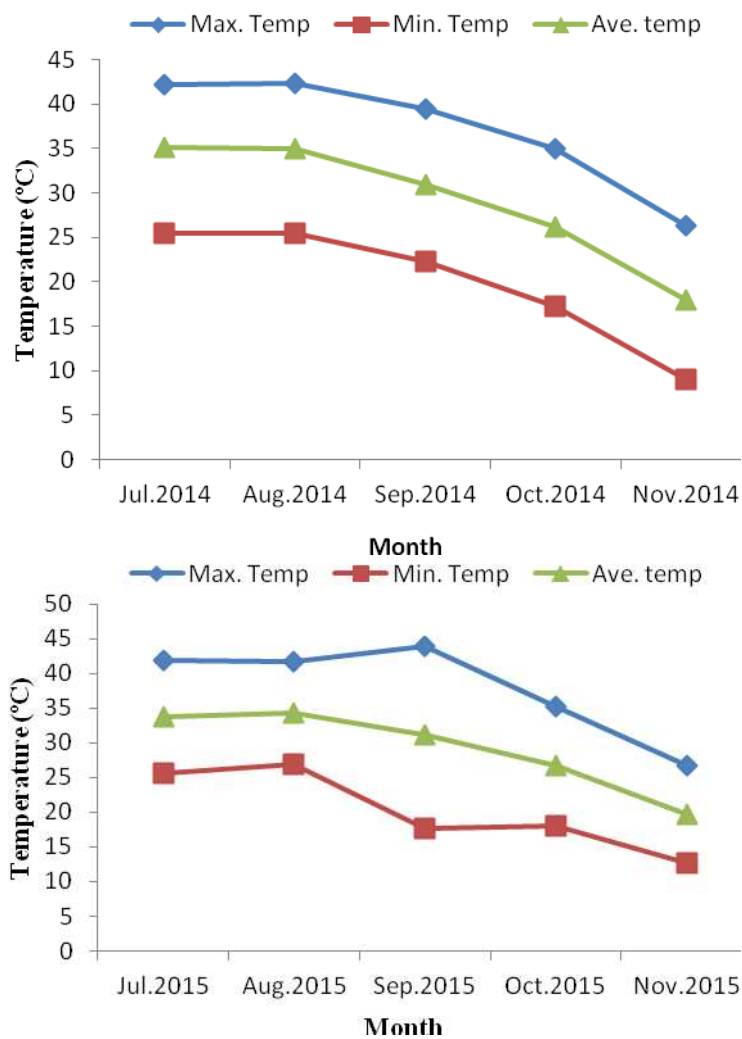 Max. Temp Min. Temp Ave. temp
45
40
35
30
25
20
15
10
5
0
Temperature (ºC)
Jul.2014 Aug.2014 Sep.2014 Oct.2014 Nov.2014
Month
Max. Temp Min. Temp Ave. temp
50
45
40
35
30
25
20
15
10
5
0
Temperature (ºC)
Jul.2015 Aug.2015 Sep.2015 Oct.2015 Nov.2015
Month